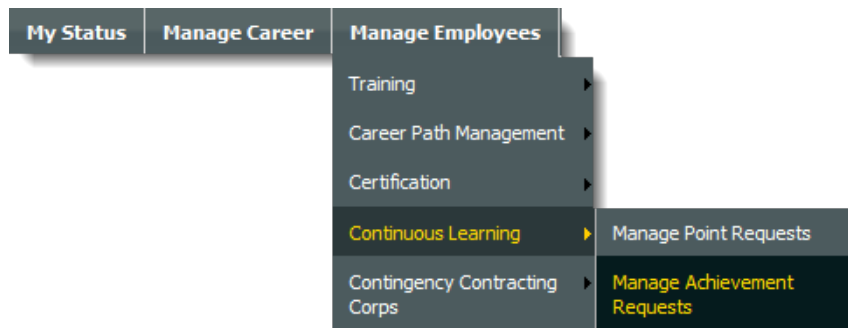 My Status
Manage Career
Manage Employees
Training
Career Path Management
Certification
Continuous Learning
Manage Point Requests
Contingency Contracting
Corps
Manage Achievement
Requests